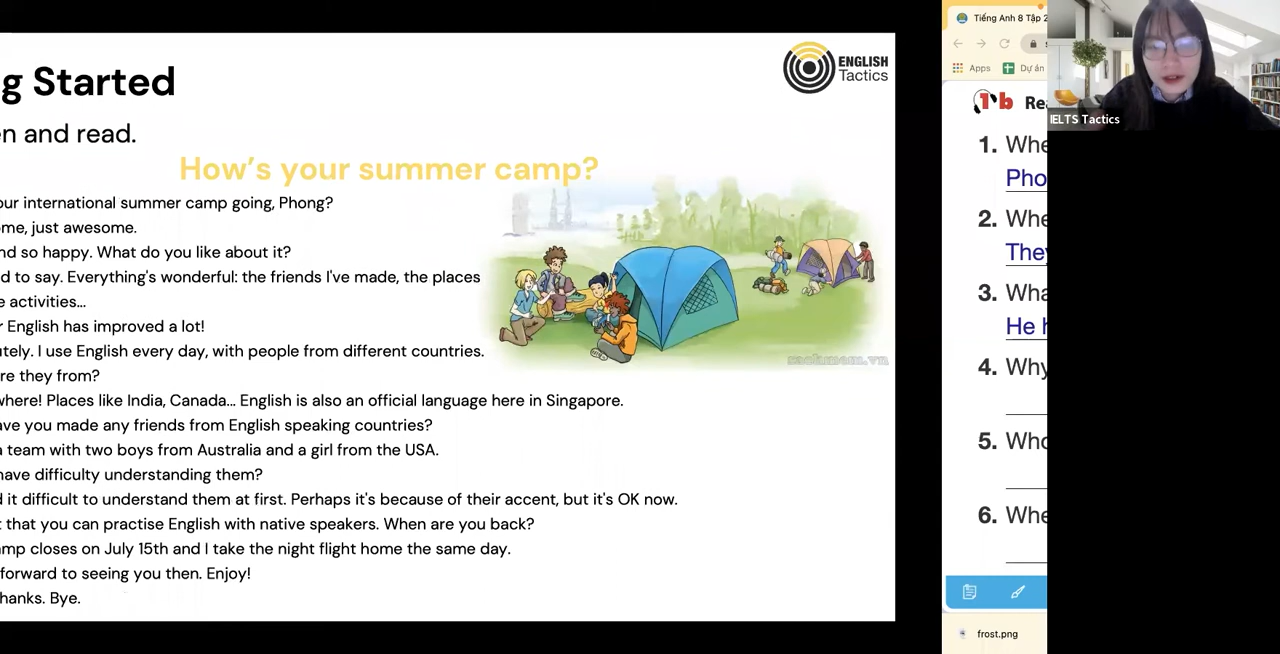 g Started
en and read.
How's your summer camp?
our international summer camp going, Phong?
ome, just awesome.
nd so happy. What do you like about it?
d to say. Everything's wonderful: the friends I've made, the places
e activities...
r English has improved a lot!
utely. I use English every day, with people from different countries.
re they from?
where! Places like India, Canada... English is also an official language here in Singapore.
ave you made any friends from English speaking countries?
a team with two boys from Australia and a girl from the USA.
have difficulty understanding them?
d it difficult to understand them at first. Perhaps it's because of their accent, but it's OK now.
t that you can practise English with native speakers. When are you back?
mp closes on July 15th and I take the night flight home the same day.
forward to seeing you then. Enjoy!
hanks. Bye.
ENGLISH
Tactics
sachmem.vn
Tiếng Anh 8 Tập 2
Apps Dự án
1b Rea
1. Whe
Pho
2. Whe
They
3. Wha
He h
4. Why
5. Who
6. Whe
frost.png
IELTS Tactics